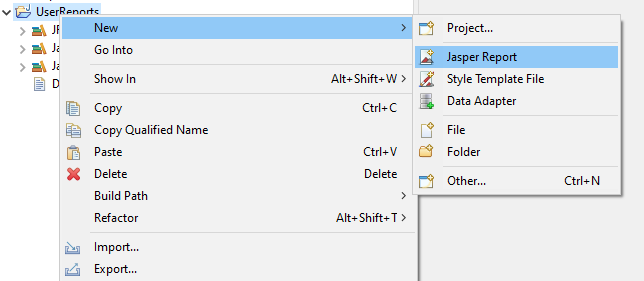 UserReports
JR
Ja
Ja
D
New
Go Into
Show In Alt+Shift+W
Copy Ctrl+C
Copy Qualified Name
Paste Ctrl+V
Delete Delete
Build Path
Refactor Alt+Shift+T
Import...
Export...
Project...
Jasper Report
Style Template File
Data Adapter
File
Folder
Other... Ctrl+N